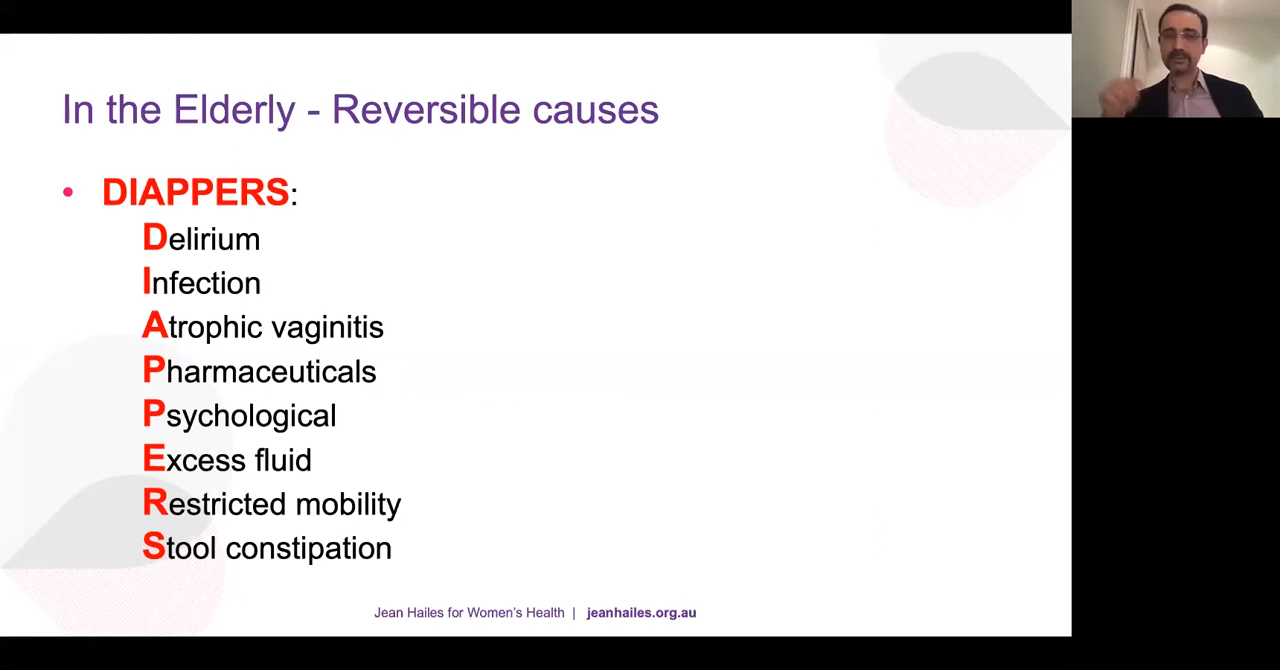 In the Elderly - Reversible causes
• DIAPPERS:
Delirium
Infection
Atrophic vaginitis
Pharmaceuticals
Psychological
Excess fluid
Restricted mobility
Stool constipation
Jean Hailes for Women's Health | jeanhailes.org.au